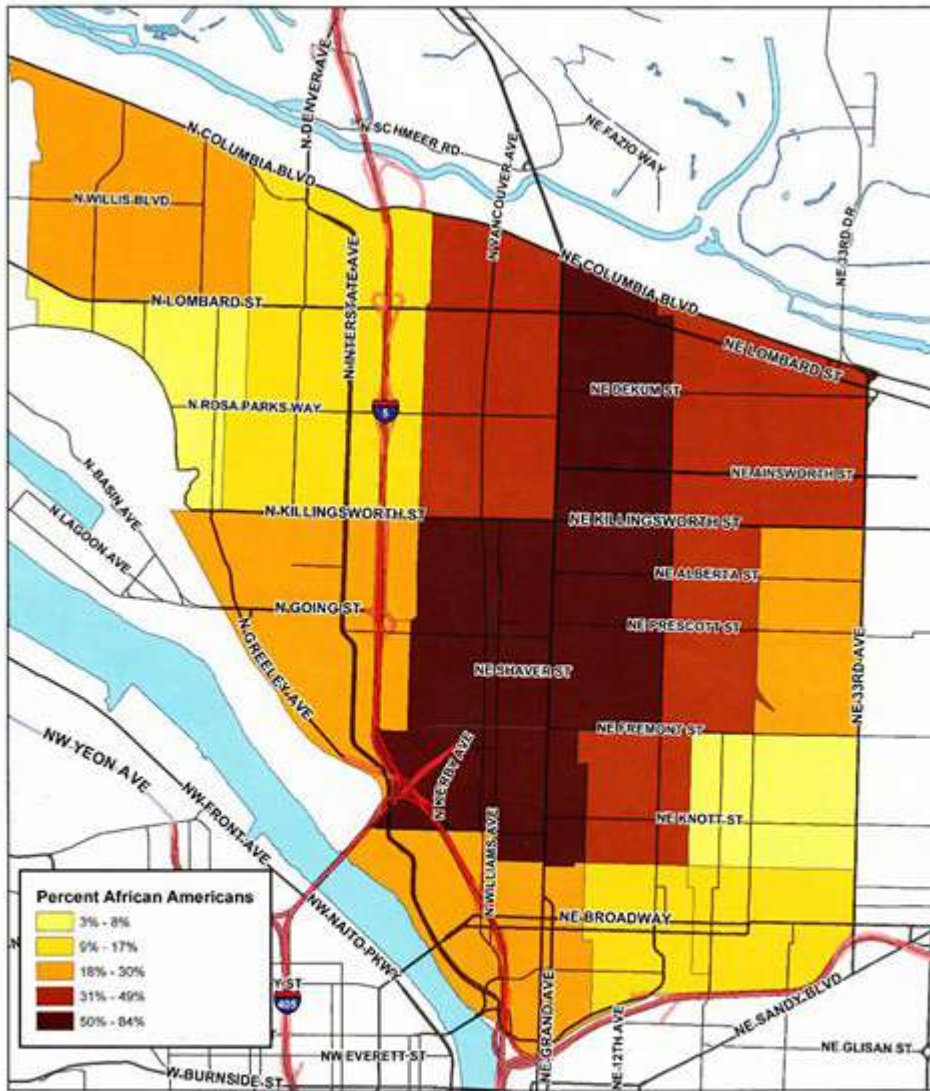 N DENVER AVE
N SCHMEER RD
NE FAZIO WAY
N COLUMBIA BLVD
N VANCOUVER AVE
NE 33RD DR
N WILLIS BLVD
NE COLUMBIA BLVD
N INTERSTATE AVE
N LOMBARD ST
NE LOMBARD ST
NE DEKUM ST
N ROSA PARKS WAY
5
N BASIN AVE
NE AINSWORTH ST
N LAGOON AVE
N KILLINGSWORTH ST
NE KILLINGSWORTH ST
NE ALBERTA ST
N GOING ST
NE PRESCOTT ST
N GREELEY AVE
NE SHAVER ST
NE 33RD AVE
NE FREMONT ST
NW YEON AVE
NW FRONT AVE
N KERBY AVE
NE KNOTT ST
N WILLIAMS AVE
NW NAITO PKWY
NE BROADWAY
Percent African Americans
3% - 8%
9% - 17%
18% - 30%
31% - 49%
50% - 84%
Y ST
405
NE GRAND AVE
NE 12TH AVE
NE SANDY BLVD
NW EVERETT ST
NE GLISAN ST
W BURNSIDE ST